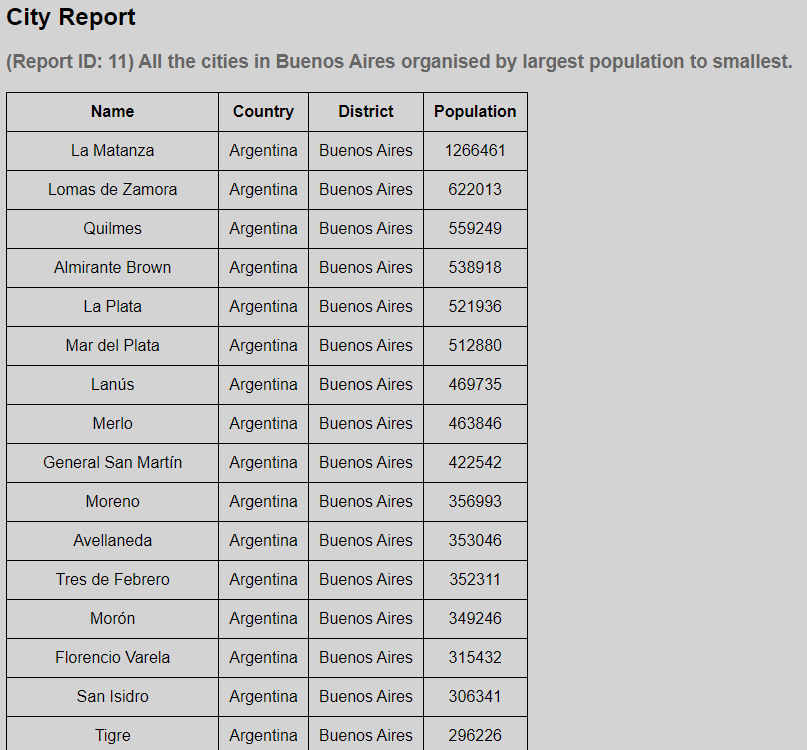 City Report
(Report ID: 11) All the cities in Buenos Aires organised by largest population to smallest.
Name Country District Population
La Matanza Argentina Buenos Aires 1266461
Lomas de Zamora Argentina Buenos Aires 622013
Quilmes Argentina Buenos Aires 559249
Almirante Brown Argentina Buenos Aires 538918
La Plata Argentina Buenos Aires 521936
Mar del Plata Argentina Buenos Aires 512880
Lanús Argentina Buenos Aires 469735
Merlo Argentina Buenos Aires 463846
General San Martín Argentina Buenos Aires 422542
Moreno Argentina Buenos Aires 356993
Avellaneda Argentina Buenos Aires 353046
Tres de Febrero Argentina Buenos Aires 352311
Morón Argentina Buenos Aires 349246
Florencio Varela Argentina Buenos Aires 315432
San Isidro Argentina Buenos Aires 306341
Tigre Argentina Buenos Aires 296226